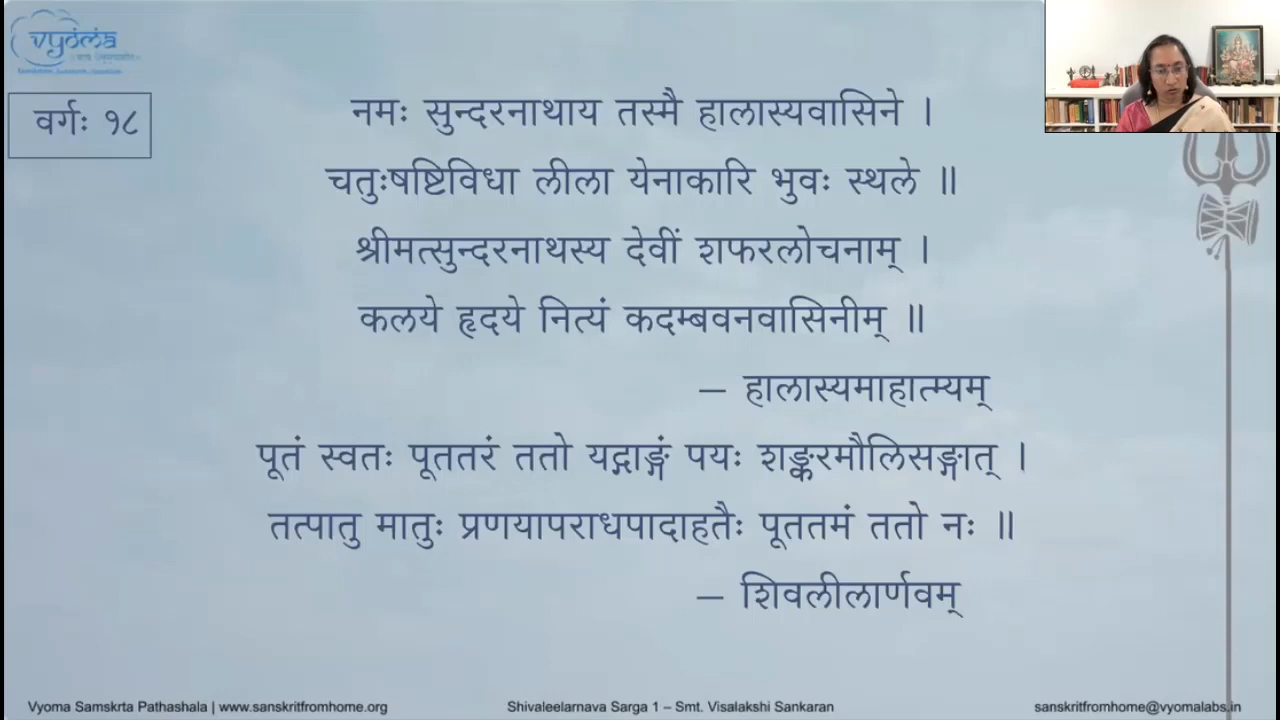 vyoma
वर्गः १८
नमः सुन्दरनाथाय तस्मै हालास्यवासिने ।
चतुःषष्टिविधा लीला येनाकारि भुवः स्थले ॥
श्रीमत्सुन्दरनाथस्य देवीं शफरलोचनाम् ।
कलये हृदये नित्यं कदम्बवनवासिनीम् ॥
– हालास्यमाहात्म्यम्
पूतं स्वतः पूततरं ततो यद्गाङ्गं पयः शङ्करमौलिसङ्गात् ।
तत्पातु मातुः प्रणयापराधपादाहतैः पूततमं ततो नः ॥
– शिवलीलार्णवम्
Vyoma Samskrta Pathashala | www.sanskritfromhome.org
Shivaleelarnava Sarga 1 – Smt. Visalakshi Sankaran
sanskritfromhome@vyomalabs.in